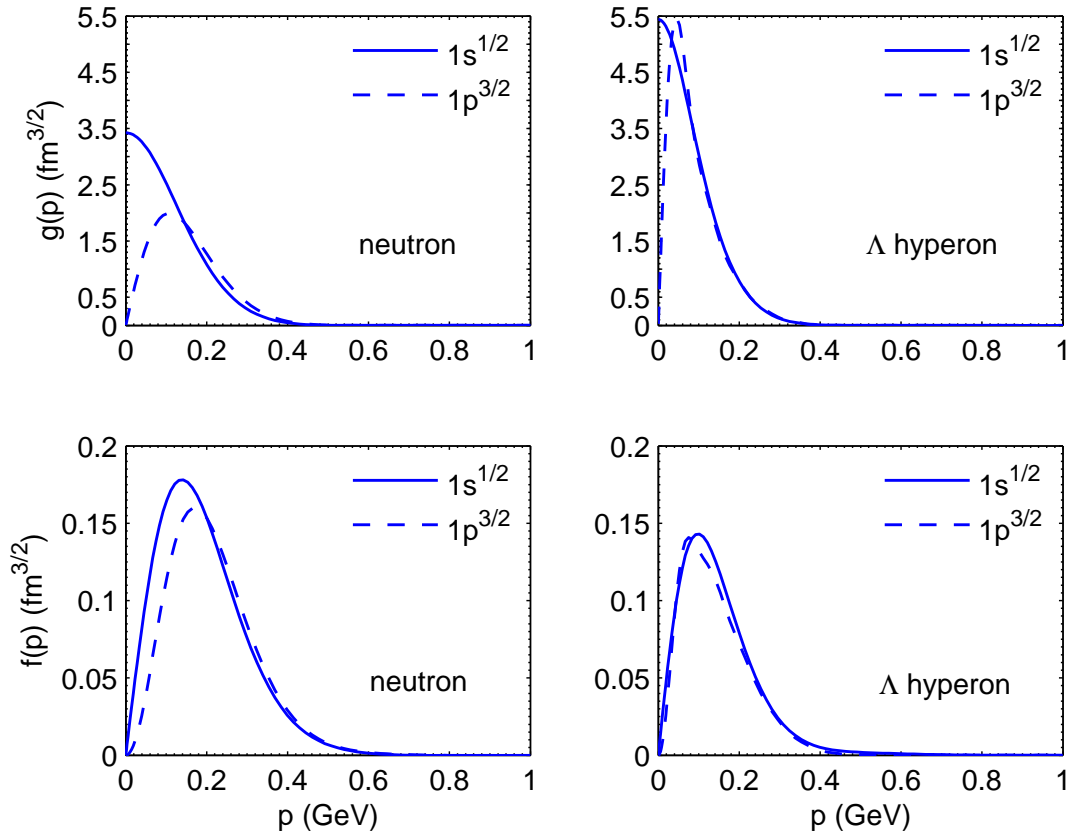 5.5
4.5
3.5
2.5
1.5
0.5
0
g(p) (fm^{3/2})
1s^{1/2}
1p^{3/2}
neutron
0 0.2 0.4 0.6 0.8 1
5.5
4.5
3.5
2.5
1.5
0.5
0
1s^{1/2}
1p^{3/2}
Λ hyperon
0 0.2 0.4 0.6 0.8 1
0.2
0.15
0.1
0.05
0
f(p) (fm^{3/2})
1s^{1/2}
1p^{3/2}
neutron
0 0.2 0.4 0.6 0.8 1
p (GeV)
0.2
0.15
0.1
0.05
0
1s^{1/2}
1p^{3/2}
Λ hyperon
0 0.2 0.4 0.6 0.8 1
p (GeV)